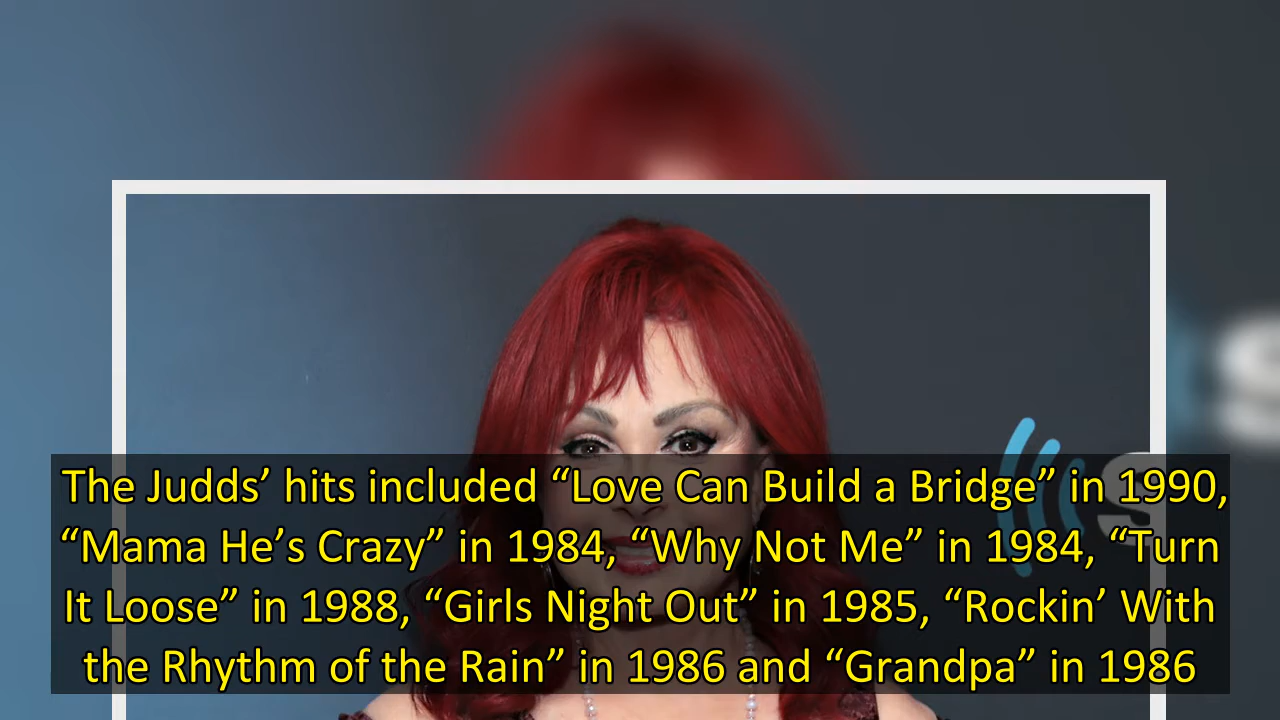 The Judds’ hits included “Love Can Build a Bridge” in 1990,
“Mama He’s Crazy” in 1984, “Why Not Me” in 1984, “Turn
It Loose” in 1988, “Girls Night Out” in 1985, “Rockin’ With
the Rhythm of the Rain” in 1986 and “Grandpa” in 1986